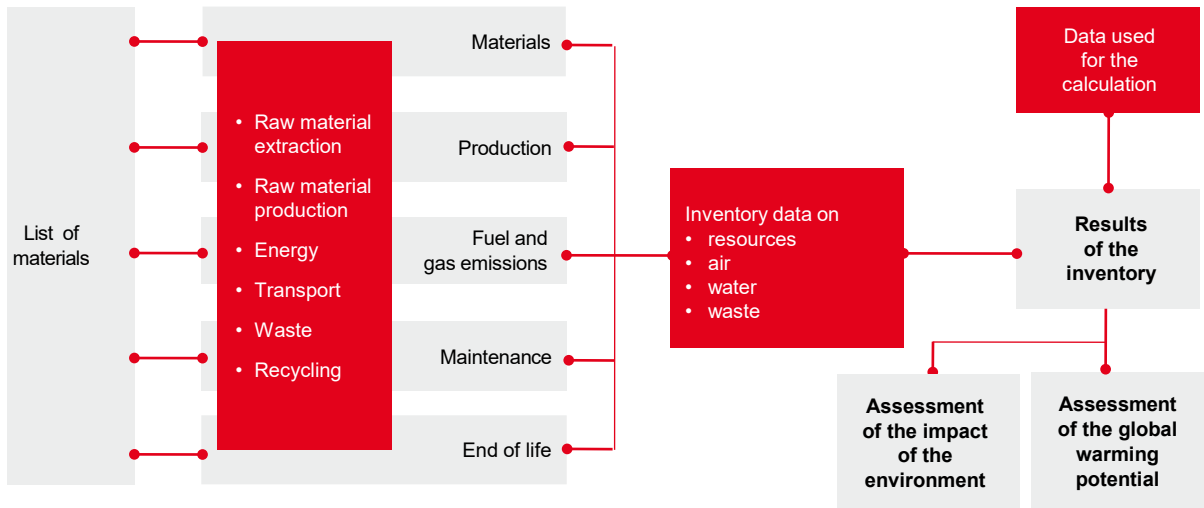 List of
materials
• Raw material
extraction
• Raw material
production
• Energy
• Transport
• Waste
• Recycling
Materials
Production
Fuel and
gas emissions
Maintenance
End of life
Inventory data on
• resources
• air
• water
• waste
Data used
for the
calculation
Results
of the
inventory
Assessment
of the impact
of the
environment
Assessment
of the global
warming
potential